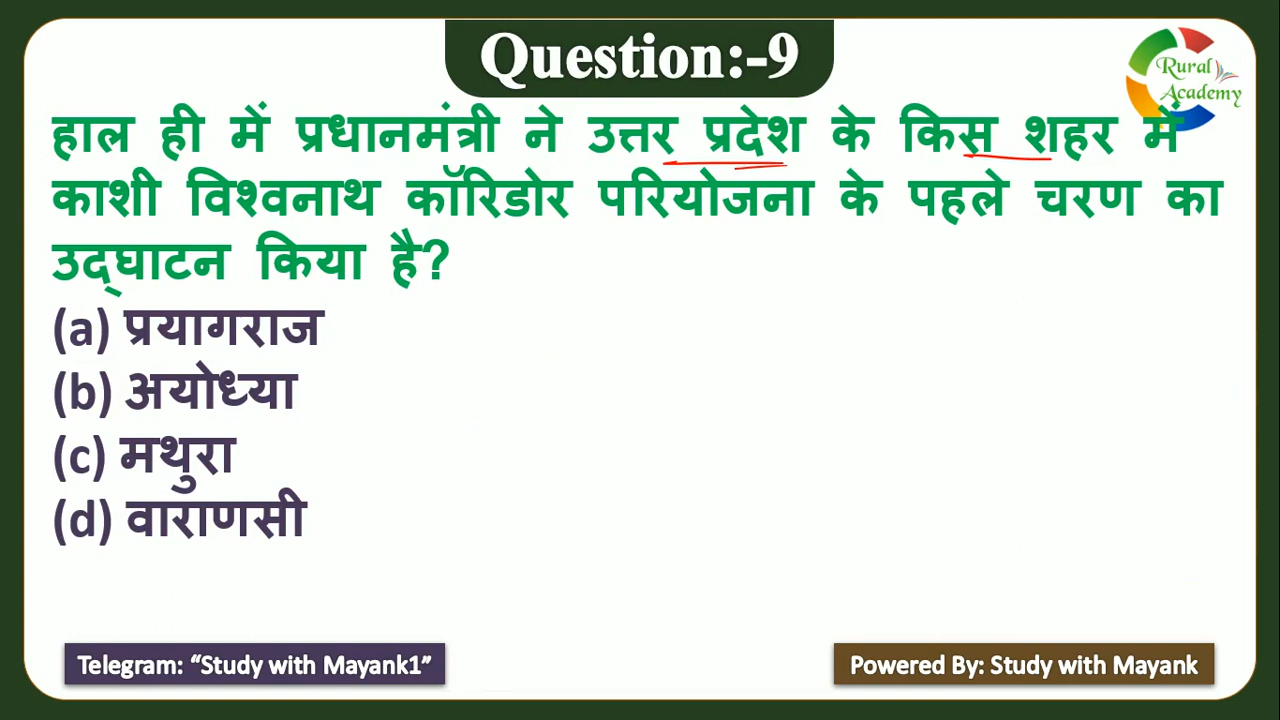 Question:-9
Rural
Academy
हाल ही में प्रधानमंत्री ने उत्तर प्रदेश के किस शहर में
काशी विश्वनाथ कॉरिडोर परियोजना के पहले चरण का
उद्घाटन किया है?
(a) प्रयागराज
(b) अयोध्या
(c) मथुरा
(d) वाराणसी
Telegram: “Study with Mayank1”
Powered By: Study with Mayank